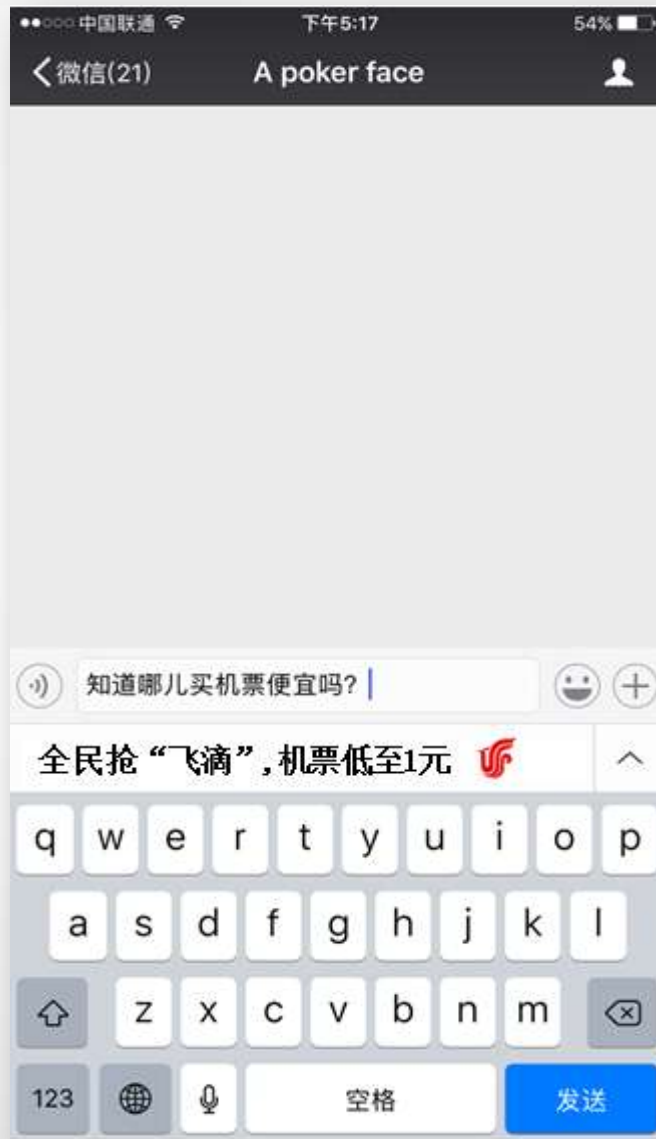 中国联通 下午5:17 54%
微信(21) A poker face
知道哪儿买机票便宜吗?
全民抢“飞滴”,机票低至1元
q w e r t y u i o p
a s d f g h j k l
z x c v b n m
123 空格 发送